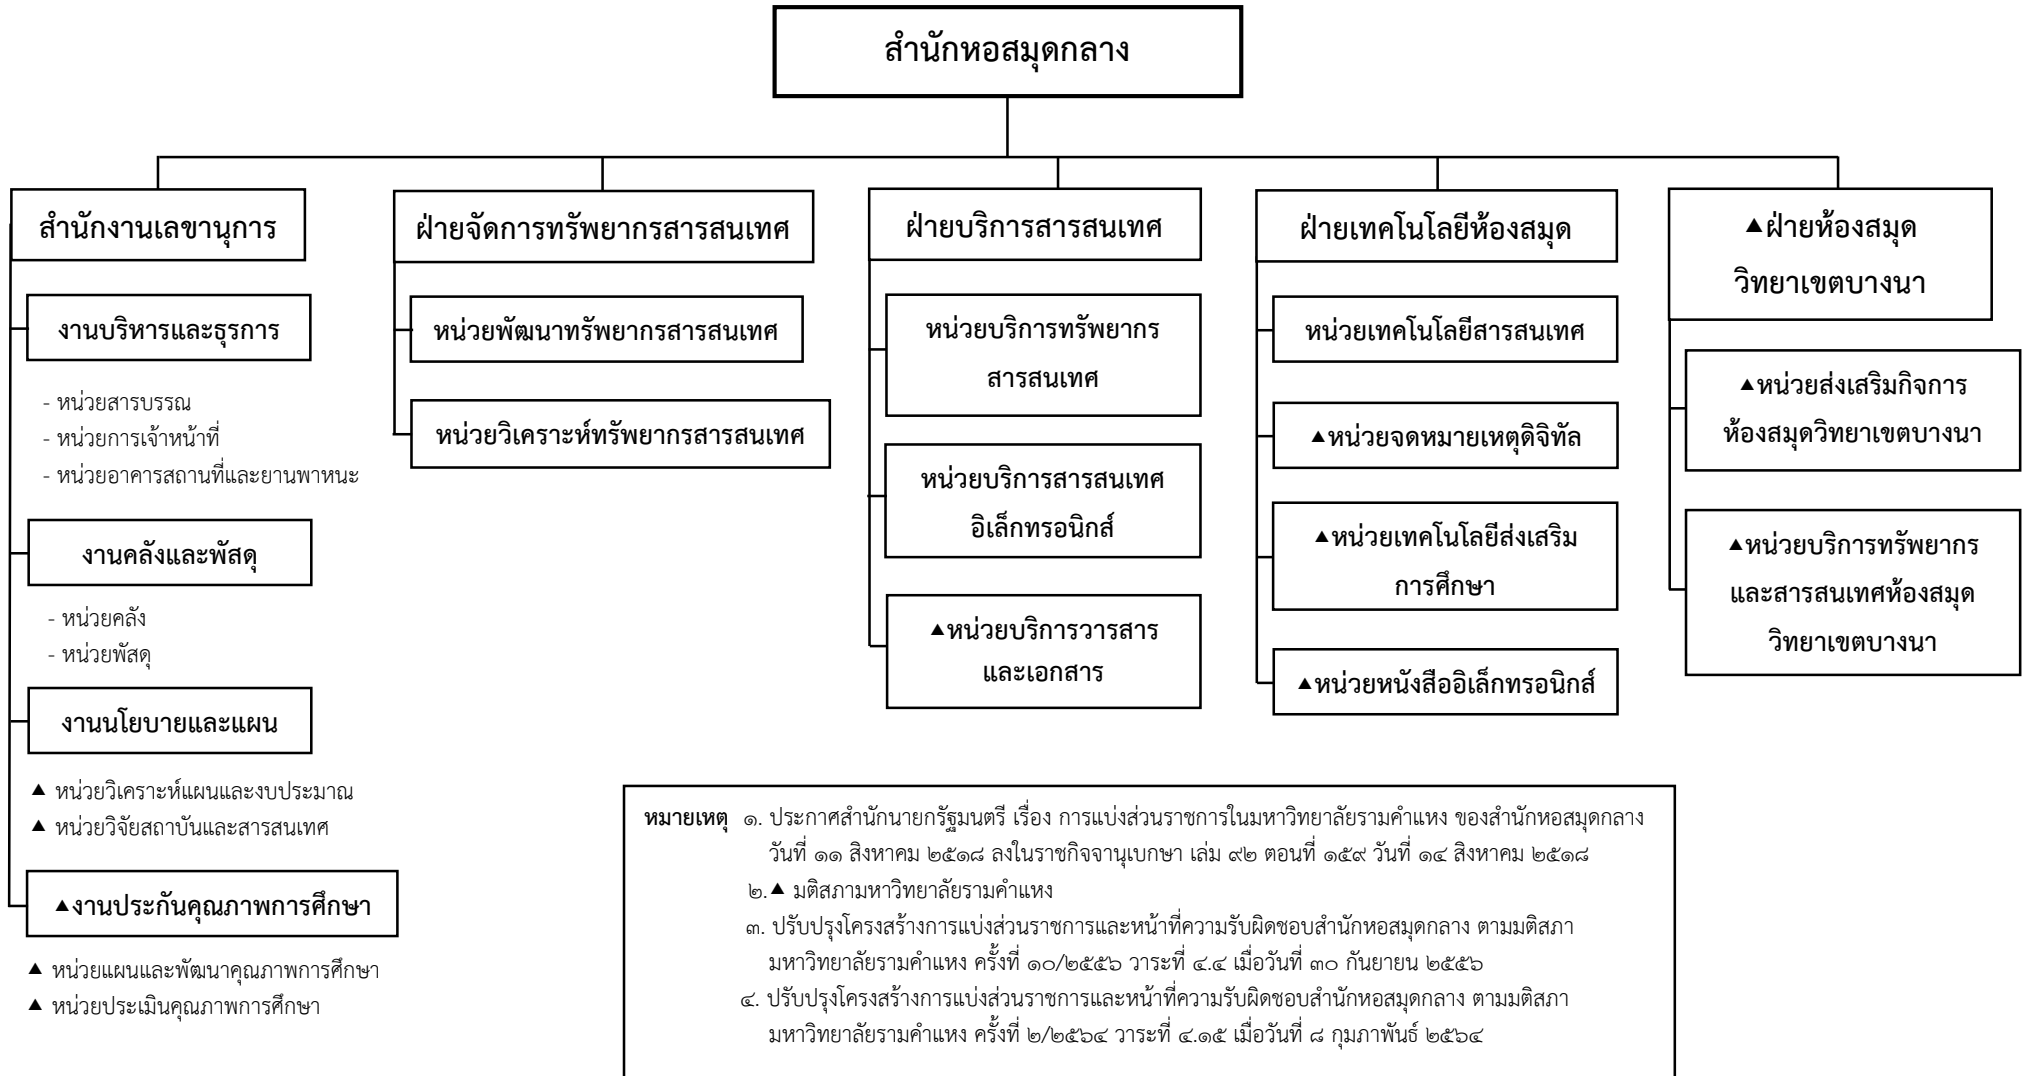 สำนักหอสมุดกลาง
สำนักงานเลขานุการ
งานบริหารและธุรการ
- หน่วยสารบรรณ
- หน่วยการเจ้าหน้าที่
- หน่วยอาคารสถานที่และยานพาหนะ
งานคลังและพัสดุ
- หน่วยคลัง
- หน่วยพัสดุ
งานนโยบายและแผน
▲ หน่วยวิเคราะห์แผนและงบประมาณ
▲ หน่วยวิจัยสถาบันและสารสนเทศ
▲งานประกันคุณภาพการศึกษา
▲ หน่วยแผนและพัฒนาคุณภาพการศึกษา
▲ หน่วยประเมินคุณภาพการศึกษา
ฝ่ายจัดการทรัพยากรสารสนเทศ
หน่วยพัฒนาทรัพยากรสารสนเทศ
หน่วยวิเคราะห์ทรัพยากรสารสนเทศ
ฝ่ายบริการสารสนเทศ
หน่วยบริการทรัพยากร
สารสนเทศ
หน่วยบริการสารสนเทศ
อิเล็กทรอนิกส์
▲หน่วยบริการวารสาร
และเอกสาร
ฝ่ายเทคโนโลยีห้องสมุด
หน่วยเทคโนโลยีสารสนเทศ
▲หน่วยจดหมายเหตุดิจิทัล
▲หน่วยเทคโนโลยีส่งเสริม
การศึกษา
▲หน่วยหนังสืออิเล็กทรอนิกส์
▲ฝ่ายห้องสมุด
วิทยาเขตบางนา
▲หน่วยส่งเสริมกิจการ
ห้องสมุดวิทยาเขตบางนา
▲หน่วยบริการทรัพยากร
และสารสนเทศห้องสมุด
วิทยาเขตบางนา
หมายเหตุ ๑. ประกาศสำนักนายกรัฐมนตรี เรื่อง การแบ่งส่วนราชการในมหาวิทยาลัยรามคำแหง ของสำนักหอสมุดกลาง
วันที่ ๑๑ สิงหาคม ๒๕๑๘ ลงในราชกิจจานุเบกษา เล่ม ๙๒ ตอนที่ ๑๕๙ วันที่ ๑๔ สิงหาคม ๒๕๑๘
๒.▲ มติสภามหาวิทยาลัยรามคำแหง
๓. ปรับปรุงโครงสร้างการแบ่งส่วนราชการและหน้าที่ความรับผิดชอบสำนักหอสมุดกลาง ตามมติสภา
มหาวิทยาลัยรามคำแหง ครั้งที่ ๑๐/๒๕๕๖ วาระที่ ๔.๔ เมื่อวันที่ ๓๐ กันยายน ๒๕๕๖
๔. ปรับปรุงโครงสร้างการแบ่งส่วนราชการและหน้าที่ความรับผิดชอบสำนักหอสมุดกลาง ตามมติสภา
มหาวิทยาลัยรามคำแหง ครั้งที่ ๒/๒๕๖๔ วาระที่ ๔.๑๕ เมื่อวันที่ ๘ กุมภาพันธ์ ๒๕๖๔